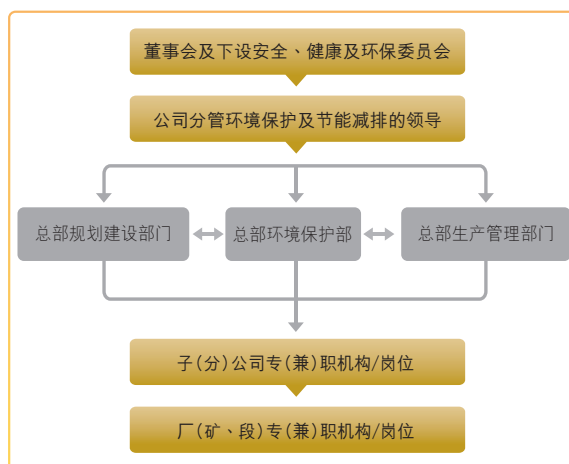 董事会及下设安全、健康及环保委员会
公司分管环境保护及节能减排的领导
总部规划建设部门
总部环境保护部
总部生产管理部门
子(分)公司专(兼)职机构/岗位
厂(矿、段)专(兼)职机构/岗位